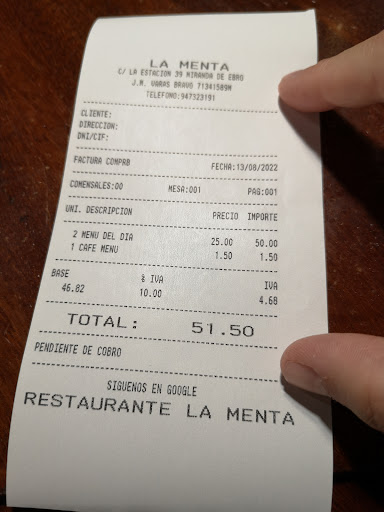 LA MENTA
C/ LA ESTACION 39 MIRANDA DE EBRO
J.M. VARAS BRAVO 71341589M
TELEFONO:947323191
CLIENTE:
DIRECCION:
DNI/CIF:
FACTURA COMPRB FECHA:13/08/2022
COMENSALES:00 MESA:001 PAG:001
UNI. DESCRIPCION PRECIO IMPORTE
2 MENU DEL DIA 25.00 50.00
1 CAFE MENU 1.50 1.50
BASE % IVA IVA
46.82 10.00 4.68
TOTAL: 51.50
PENDIENTE DE COBRO
SIGUENOS EN GOOGLE
RESTAURANTE LA MENTA